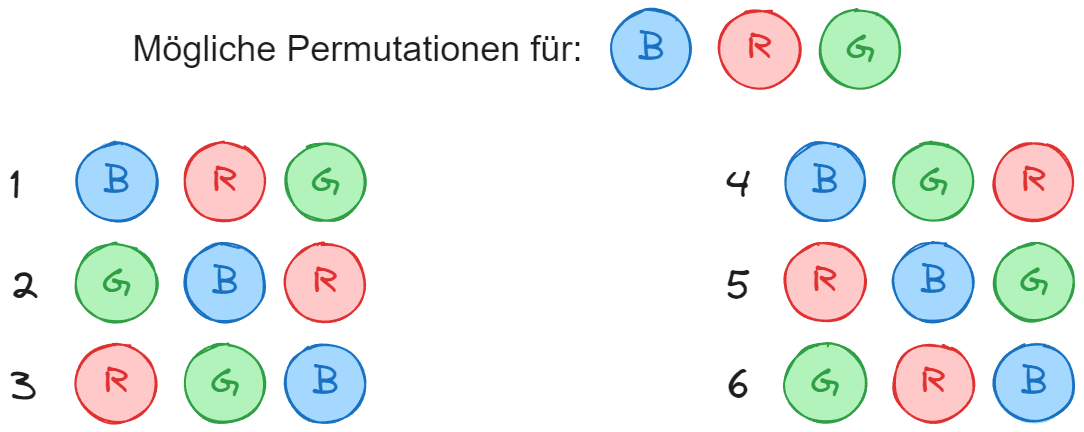 Mögliche Permutationen für: B R G
1 B R G
2 G B R
3 R G B
4 B G R
5 R B G
6 G R B